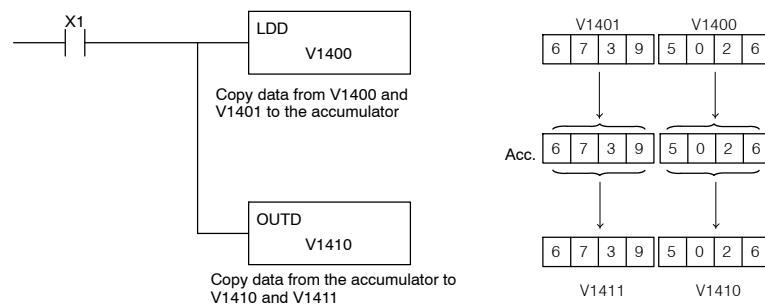 X1
LDD
V1400
Copy data from V1400 and
V1401 to the accumulator
OUTD
V1410
Copy data from the accumulator to
V1410 and V1411
V1401 V1400
6 7 3 9 5 0 2 6
Acc. 6 7 3 9 5 0 2 6
6 7 3 9 5 0 2 6
V1411 V1410